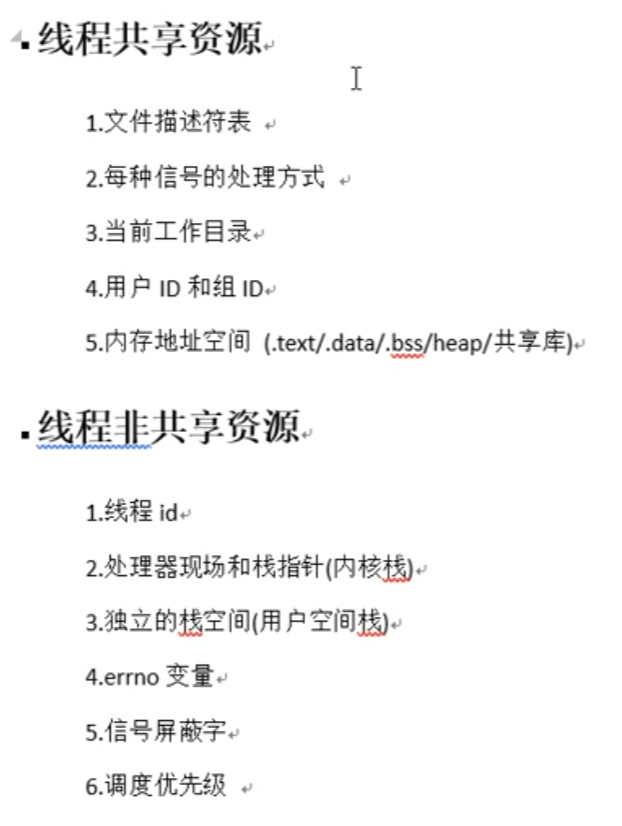 线程共享资源
1.文件描述符表
2.每种信号的处理方式
3.当前工作目录
4.用户 ID 和组 ID
5.内存地址空间 (.text/.data/.bss/heap/共享库)
线程非共享资源
1.线程 id
2.处理器现场和栈指针(内核栈)
3.独立的栈空间(用户空间栈)
4.errno 变量
5.信号屏蔽字
6.调度优先级